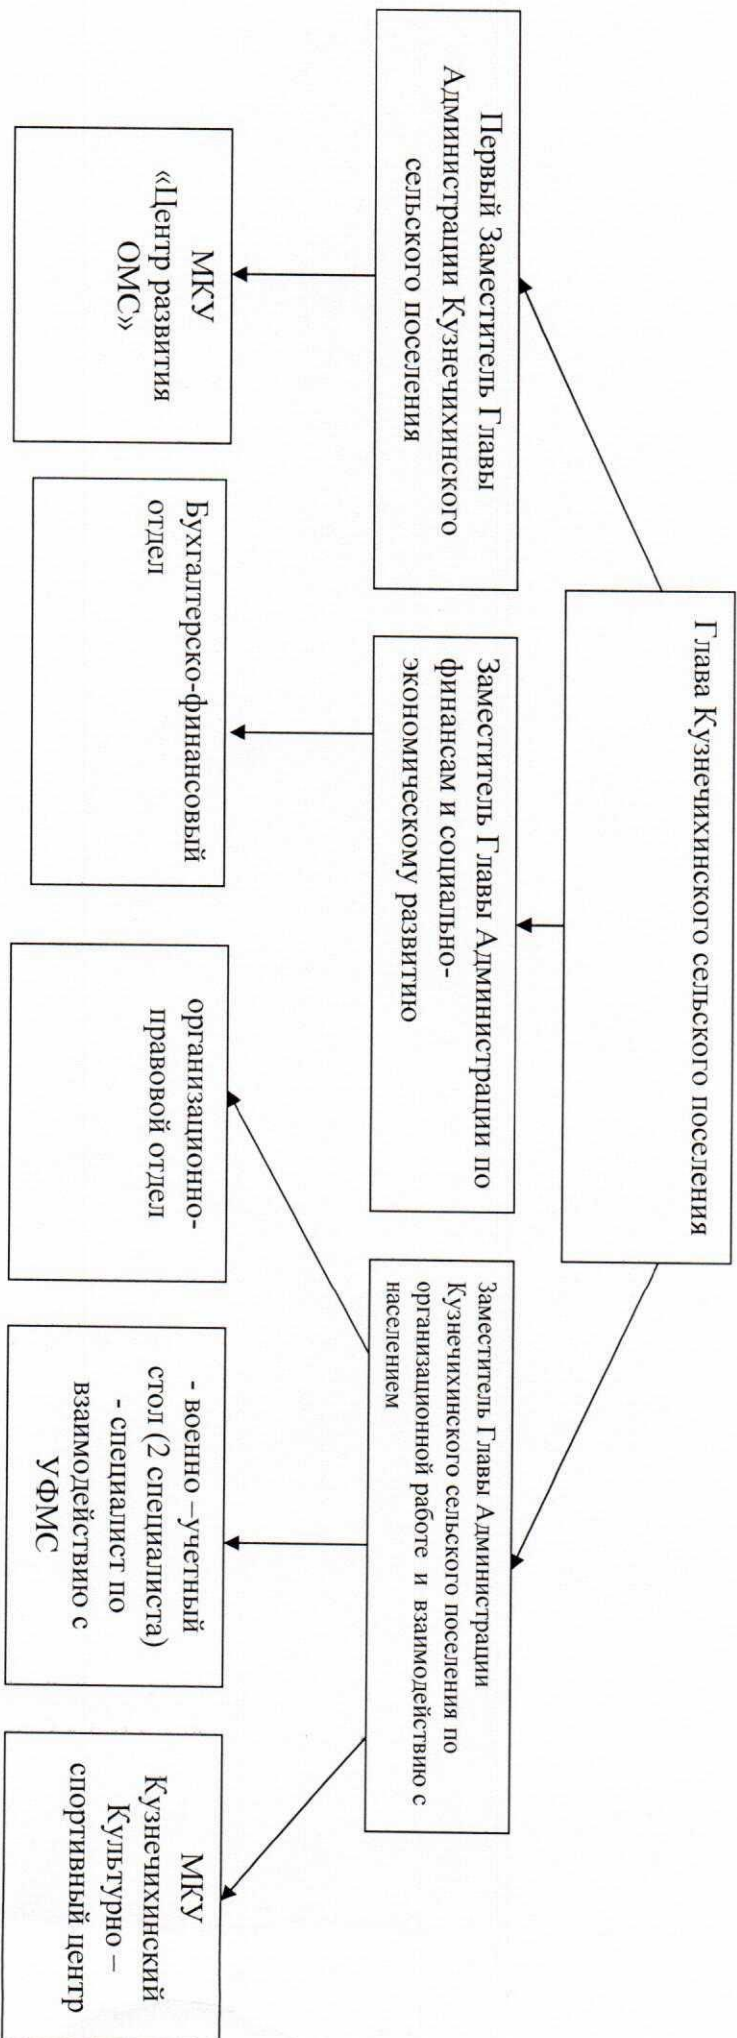 Глава Кузнечихинского сельского поселения
Первый Заместитель Главы
Администрации Кузнечихинского
сельского поселения
Заместитель Главы Администрации по
финансам и социально-
экономическому развитию
Заместитель Главы Администрации
Кузнечихинского сельского поселения по
организационной работе и взаимодействию с
населением
МКУ
«Центр развития
ОМС»
Бухгалтерско-финансовый
отдел
организационно-
правовой отдел
- военно –учетный
стол (2 специалиста)
- специалист по
взаимодействию с
УФМС
МКУ
Кузнечихинский
Культурно –
спортивный центр